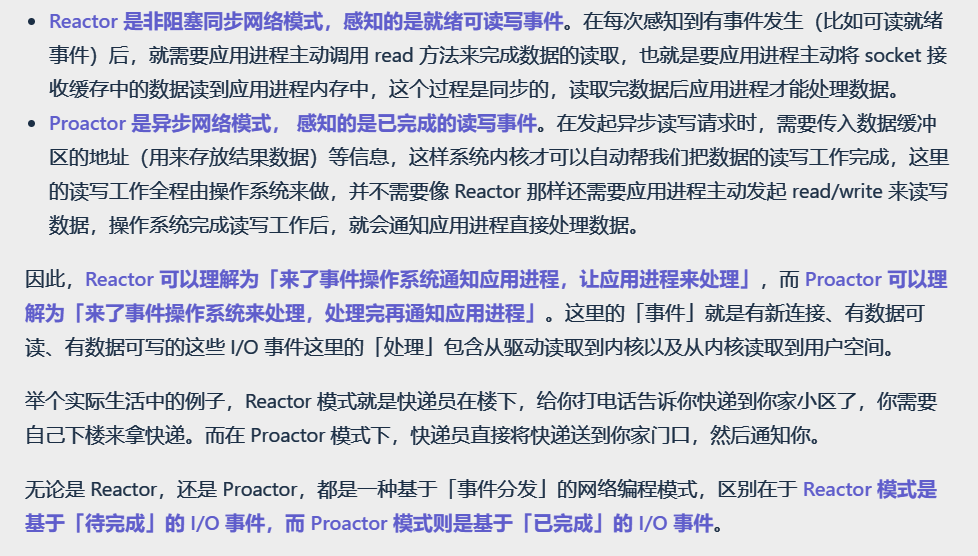 • Reactor 是非阻塞同步网络模式，感知的是就绪可读写事件。在每次感知到有事件发生（比如可读就绪
事件）后，就需要应用进程主动调用 read 方法来完成数据的读取，也就是要应用进程主动将 socket 接
收缓存中的数据读到应用进程内存中，这个过程是同步的，读取完数据后应用进程才能处理数据。
• Proactor 是异步网络模式， 感知的是已完成的读写事件。在发起异步读写请求时，需要传入数据缓冲
区的地址（用来存放结果数据）等信息，这样系统内核才可以自动帮我们把数据的读写工作完成，这里
的读写工作全程由操作系统来做，并不需要像 Reactor 那样还需要应用进程主动发起 read/write 来读写
数据，操作系统完成读写工作后，就会通知应用进程直接处理数据。
因此，Reactor 可以理解为「来了事件操作系统通知应用进程，让应用进程来处理」，而 Proactor 可以理
解为「来了事件操作系统来处理，处理完再通知应用进程」。这里的「事件」就是有新连接、有数据可
读、有数据可写的这些 I/O 事件这里的「处理」包含从驱动读取到内核以及从内核读取到用户空间。
举个实际生活中的例子，Reactor 模式就是快递员在楼下，给你打电话告诉你快递到你家小区了，你需要
自己下楼来拿快递。而在 Proactor 模式下，快递员直接将快递送到你家门口，然后通知你。
无论是 Reactor，还是 Proactor，都是一种基于「事件分发」的网络编程模式，区别在于 Reactor 模式是
基于「待完成」的 I/O 事件，而 Proactor 模式则是基于「已完成」的 I/O 事件。